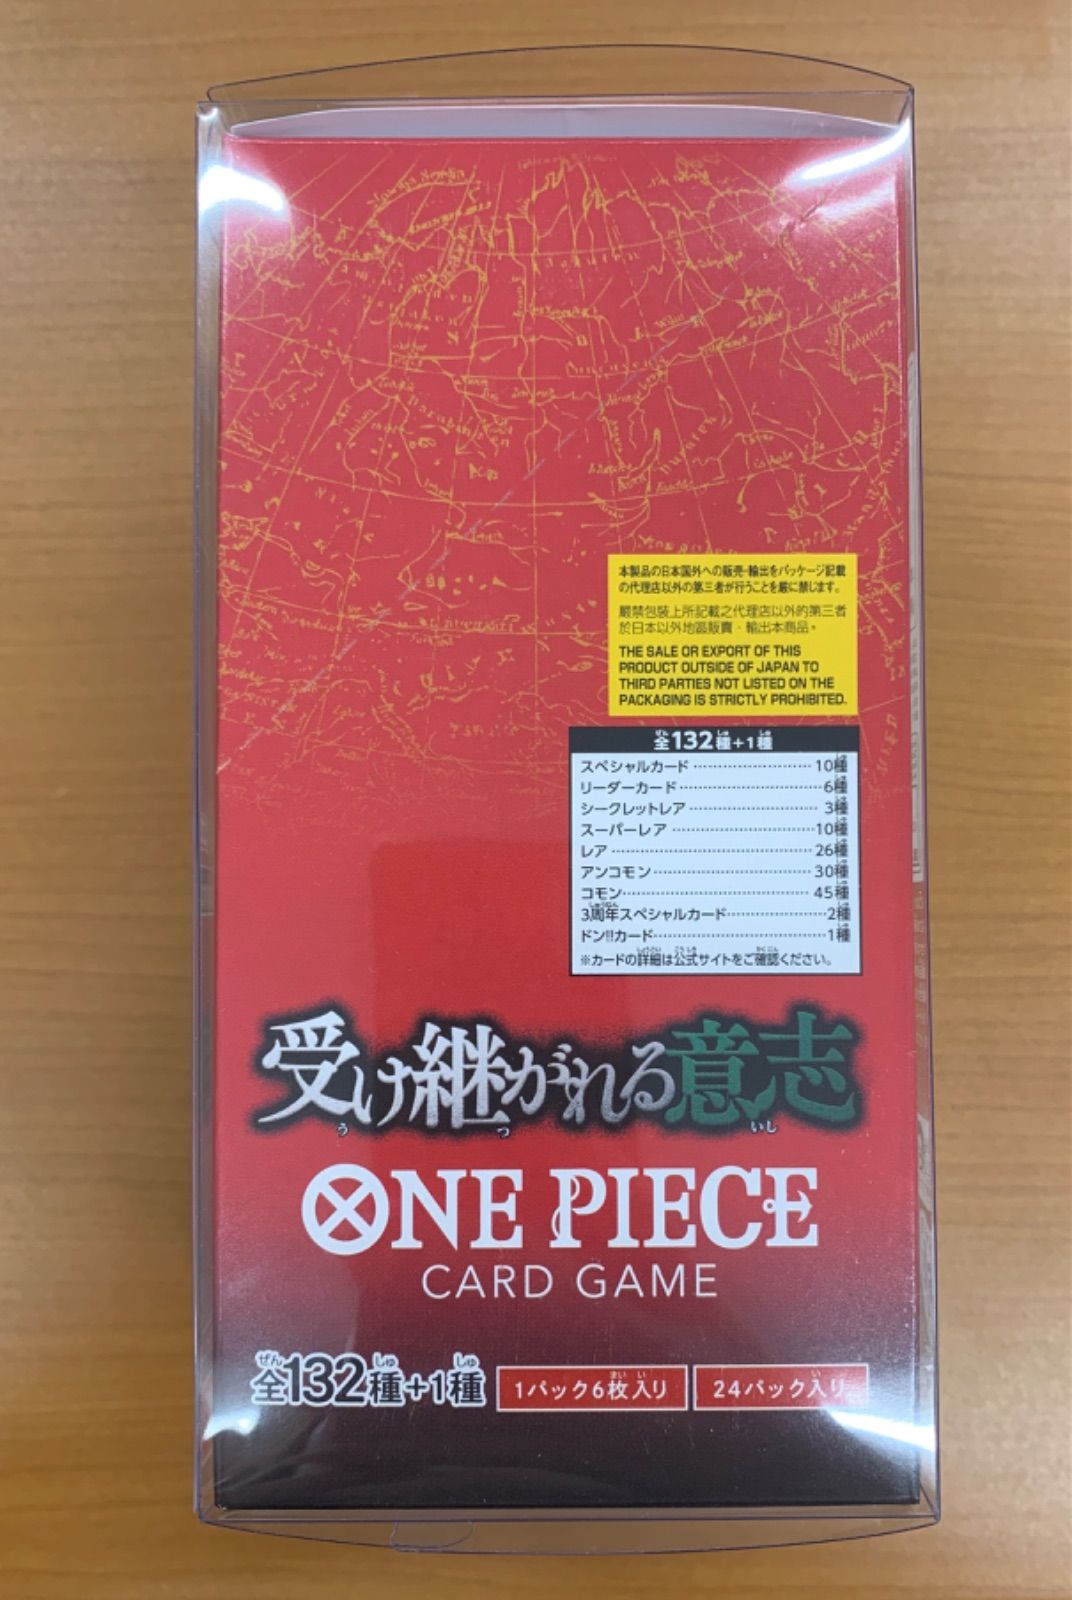 本製品の日本国外への販売・輸出をパッケージ記載
の代理店以外の第三者が行うことを厳に禁じます。
嚴禁包裝上所記載之代理店以外的第三者
於日本以外地區販賣、輸出本商品。
THE SALE OR EXPORT OF THIS
PRODUCT OUTSIDE OF JAPAN TO
THIRD PARTIES NOT LISTED ON THE
PACKAGING IS STRICTLY PROHIBITED.
全132種+1種
スペシャルカード 10種
リーダーカード 6種
シークレットレア 3種
スーパーレア 10種
レア 26種
アンコモン 30種
コモン 45種
3周年スペシャルカード 2種
ドン!!カード 1種
※カードの詳細は公式サイトをご確認ください。
受け継がれる意志
ONE PIECE
CARD GAME
全132種+1種 1パック6枚入り 24パック入り